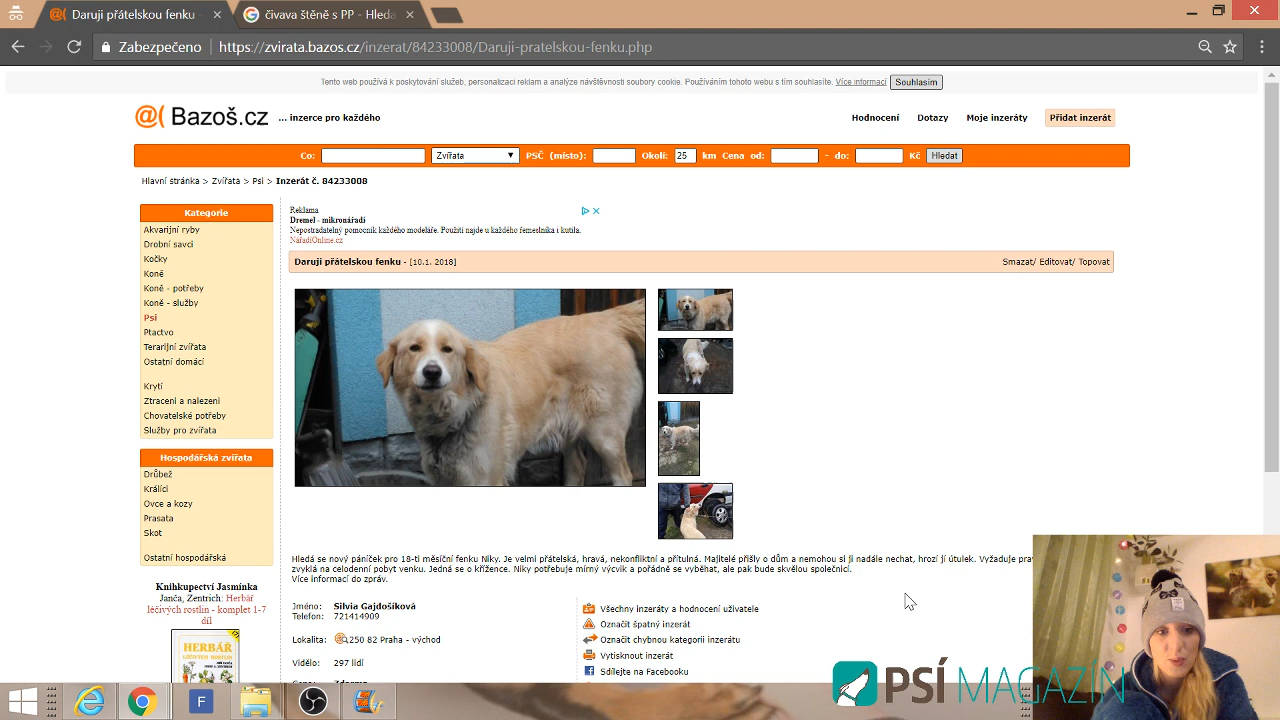 Daruji přátelskou fenku
čivava štěně s PP - Hleda
Zabezpečeno | https://zvirata.bazos.cz/inzerat/84233008/Daruji-pratelskou-fenku.php
Tento web používá k poskytování služeb, personalizaci reklam a analýze návštěvnosti soubory cookie. Používáním tohoto webu s tím souhlasíte. Více informací Souhlasím
@( Bazoš.cz ... inzerce pro každého
Hodnocení Dotazy Moje inzeráty Přidat inzerát
Co: Zvířata PSČ (místo): Okolí: 25 km Cena od: - do: Kč Hledat
Hlavní stránka > Zvířata > Psi > Inzerát č. 84233008
Kategorie
Akvarijní ryby
Drobní savci
Kočky
Koně
Koně - potřeby
Koně - služby
Psi
Ptactvo
Terarijní zvířata
Ostatní domácí
Krytí
Ztracení a nalezení
Chovatelské potřeby
Služby pro zvířata
Hospodářská zvířata
Drůbež
Králíci
Ovce a kozy
Prasata
Skot
Ostatní hospodářská
Knihkupectví Jasmínka
Janča, Zentrich: Herbář
léčivých rostlin - komplet 1-7
díl
HERBÁŘ
LÉČIVÝCH ROSTLIN
Reklama
Dremel - mikronářadí
Nepostradatelný pomocník každého modeláře. Použití najde u každého řemeslníka i kutila.
NářadíOnline.cz
Daruji přátelskou fenku - [10.1. 2018]
Smazat/ Editovat/ Topovat
Hledá se nový páníček pro 18-ti měsíční fenku Niky. Je velmi přátelská, hravá, nekonfliktní a přítulná. Majitelé přišly o dům a nemohou si ji nadále nechat, hrozí jí útulek. Vyžaduje pra
zvyklá na celodenní pobyt venku. Jedná se o křížence. Niky potřebuje mírný výcvik a pořádně se vyběhat, ale pak bude skvělou společnicí.
Více informací do zpráv.
Jméno: Silvia Gajdošíková
Telefon: 721414909
Lokalita: 250 82 Praha - východ
Vidělo: 297 lidí
Cena: Zdarma
Všechny inzeráty a hodnocení uživatele
Označit špatný inzerát
Označit chybnou kategorii inzerátu
Vytisknout inzerát
Sdílejte na Facebooku
PSÍ MAGAZÍN